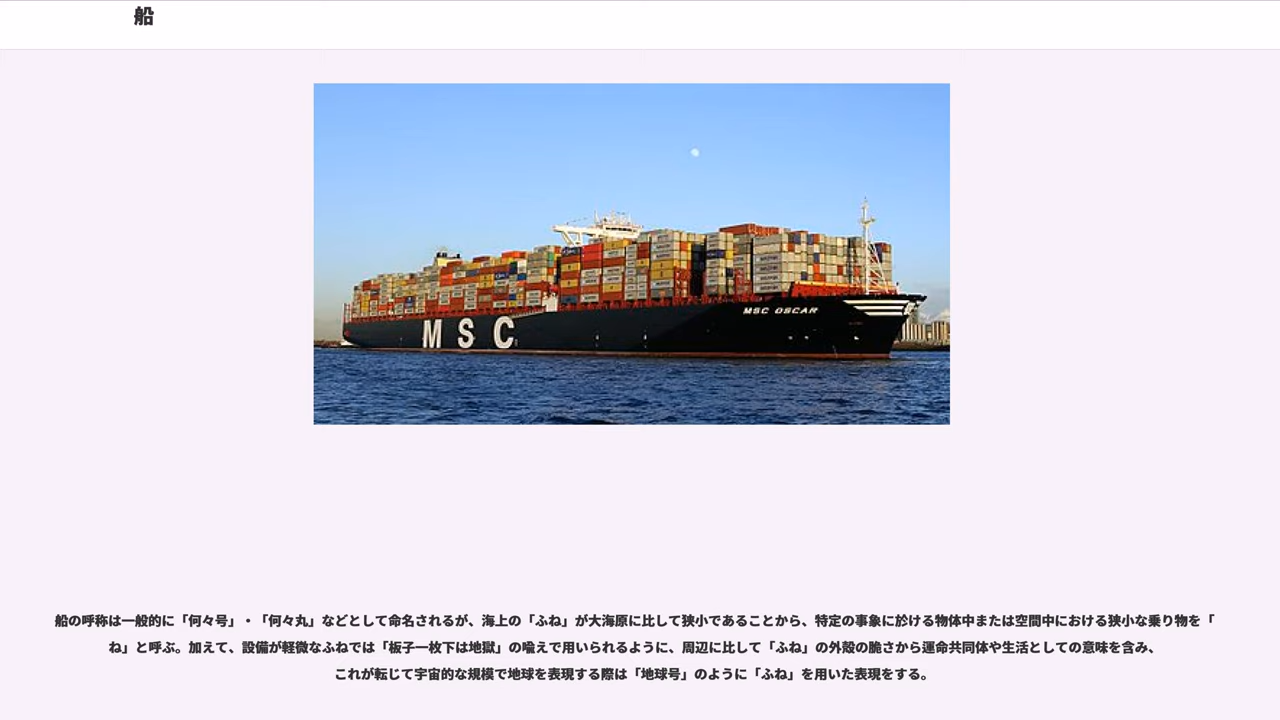 船
MSC
MSC OSCAR
船の呼称は一般的に「何々号」・「何々丸」などとして命名されるが、海上の「ふね」が大海原に比して狭小であることから、特定の事象に於ける物体中または空間中における狭小な乗り物を「
ね」と呼ぶ。加えて、設備が軽微なふねでは「板子一枚下は地獄」の喩えで用いられるように、周辺に比して「ふね」の外殻の脆さから運命共同体や生活としての意味を含み、
これが転じて宇宙的な規模で地球を表現する際は「地球号」のように「ふね」を用いた表現をする。